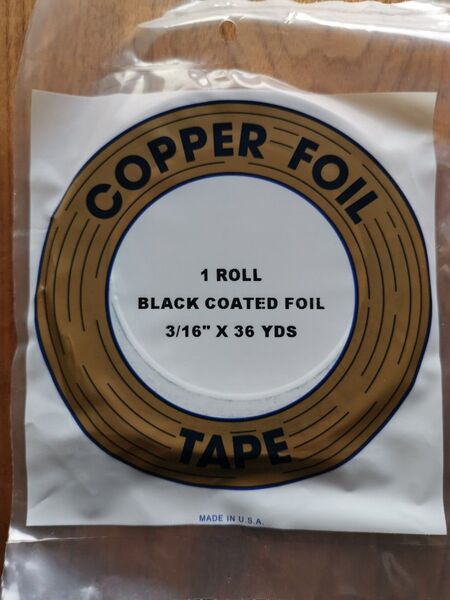 COPPER FOIL
1 ROLL
BLACK COATED FOIL
3/16" X 36 YDS
TAPE
MADE IN U.S.A.